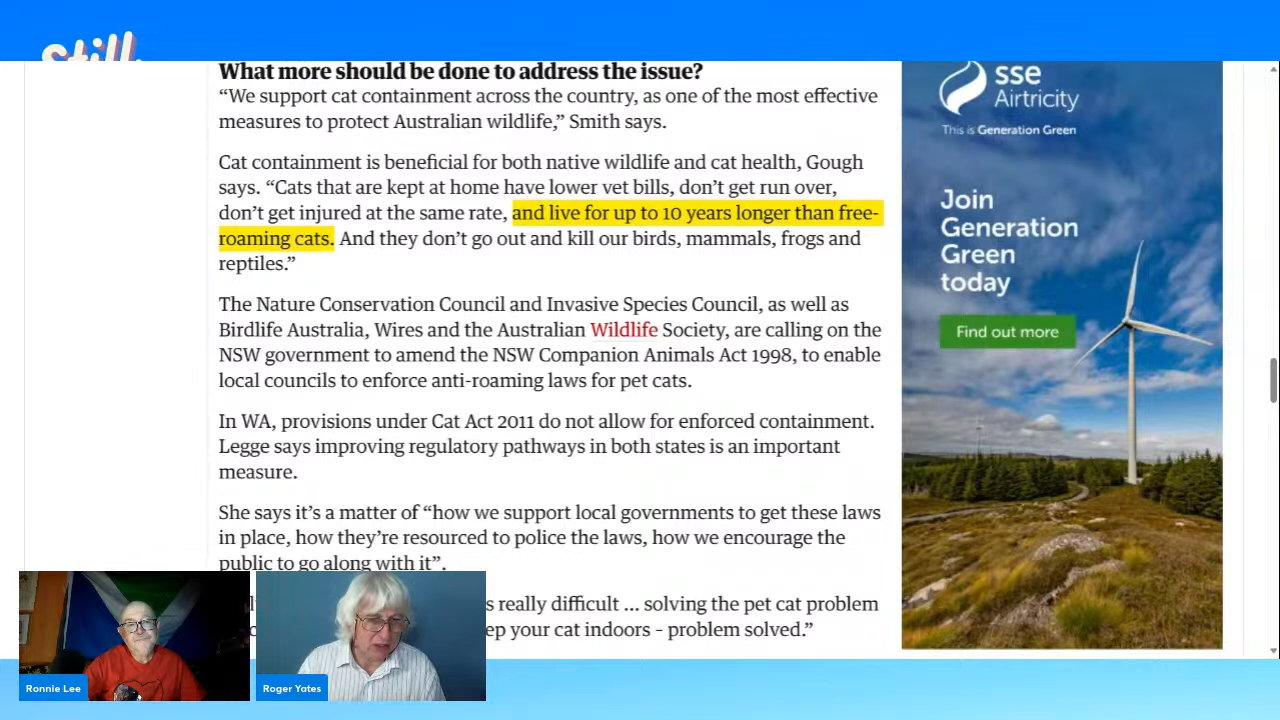 Still
What more should be done to address the issue?
“We support cat containment across the country, as one of the most effective
measures to protect Australian wildlife,” Smith says.
Cat containment is beneficial for both native wildlife and cat health, Gough
says. “Cats that are kept at home have lower vet bills, don’t get run over,
don’t get injured at the same rate, and live for up to 10 years longer than free-
roaming cats. And they don’t go out and kill our birds, mammals, frogs and
reptiles.”
The Nature Conservation Council and Invasive Species Council, as well as
Birdlife Australia, Wires and the Australian Wildlife Society, are calling on the
NSW government to amend the NSW Companion Animals Act 1998, to enable
local councils to enforce anti-roaming laws for pet cats.
In WA, provisions under Cat Act 2011 do not allow for enforced containment.
Legge says improving regulatory pathways in both states is an important
measure.
She says it’s a matter of “how we support local governments to get these laws
in place, how they’re resourced to police the laws, how we encourage the
public to go along with it”.
really difficult ... solving the pet cat problem
your cat indoors – problem solved.”
sse
Airtricity
This is Generation Green
Join
Generation
Green
today
Find out more
Ronnie Lee
Roger Yates